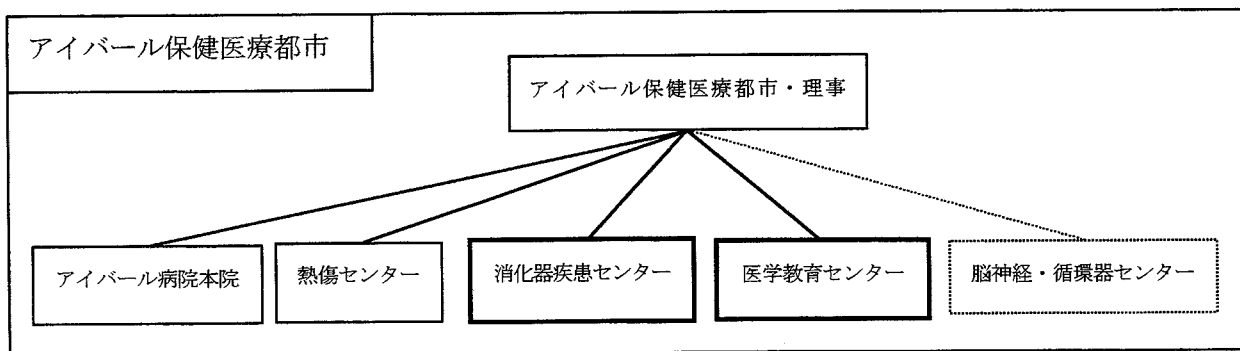 アイバール保健医療都市
アイバール保健医療都市・理事
アイバール病院本院
熱傷センター
消化器疾患センター
医学教育センター
脳神経・循環器センター